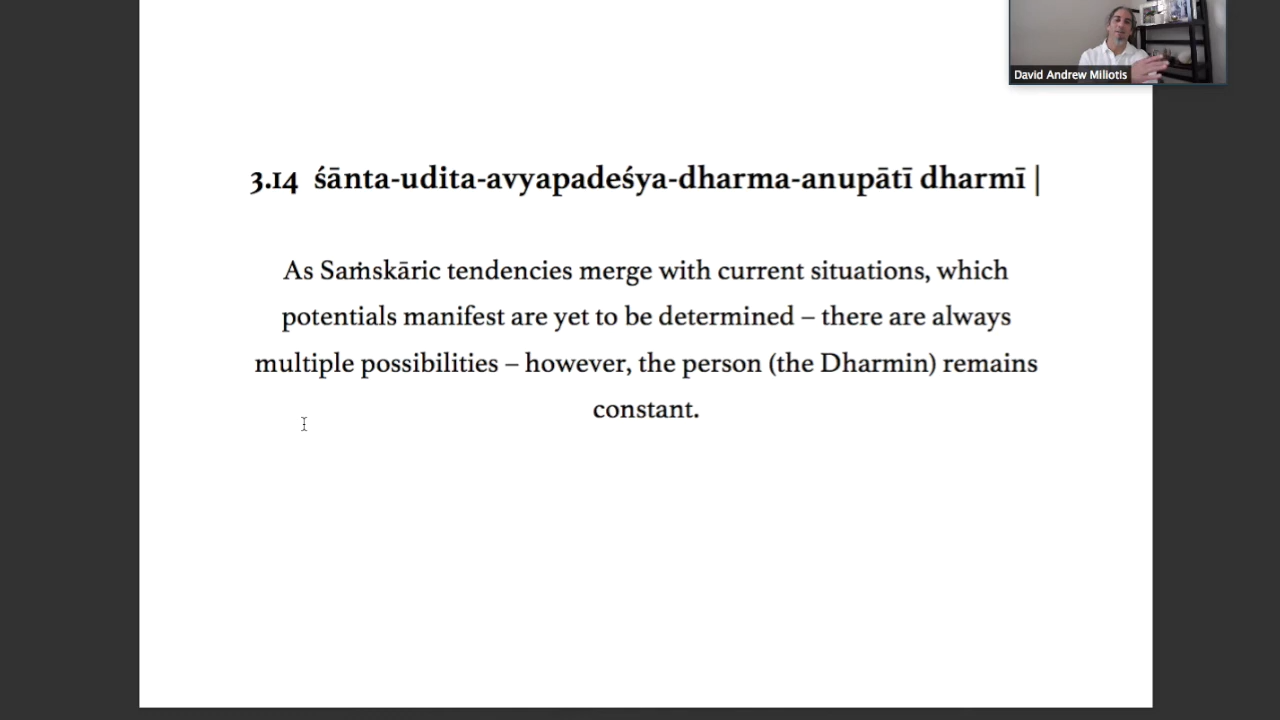 David Andrew Miliotis
3.14 śānta-udita-avyapadeśya-dharma-anupātī dharmī |
As Saṁskāric tendencies merge with current situations, which
potentials manifest are yet to be determined – there are always
multiple possibilities – however, the person (the Dharmin) remains
constant.